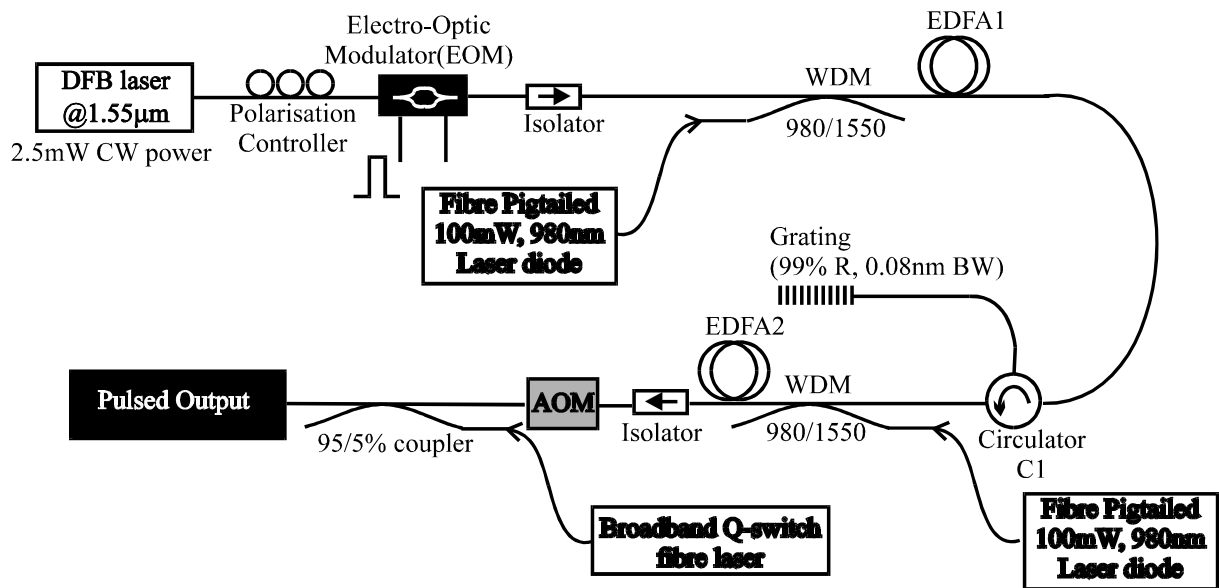 EDFA1
Electro-Optic
Modulator(EOM)
WDM
DFB laser
@1.55μm
Polarisation
Controller
Isolator
980/1550
2.5mW CW power
Fibre Pigtailed
100mW, 980nm
Laser diode
Grating
(99% R, 0.08nm BW)
EDFA2
WDM
Pulsed Output
AOM
Isolator
980/1550
95/5% coupler
Circulator
C1
Broadband Q-switch
fibre laser
Fibre Pigtailed
100mW, 980nm
Laser diode